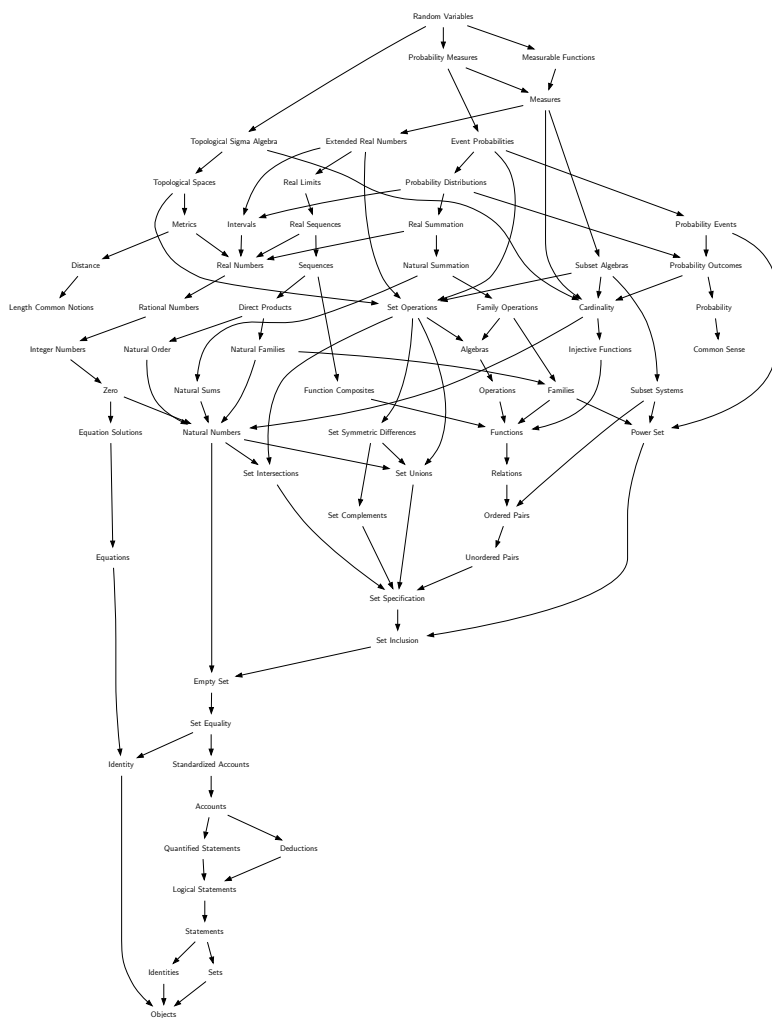 Random Variables
Probability Measures
Measurable Functions
Measures
Topological Sigma Algebra
Extended Real Numbers
Event Probabilities
Topological Spaces
Real Limits
Probability Distributions
Metrics
Intervals
Real Sequences
Real Summation
Probability Events
Distance
Real Numbers
Sequences
Natural Summation
Subset Algebras
Probability Outcomes
Length Common Notions
Rational Numbers
Direct Products
Set Operations
Family Operations
Cardinality
Probability
Integer Numbers
Natural Order
Natural Families
Algebras
Injective Functions
Common Sense
Zero
Natural Sums
Function Composites
Operations
Families
Subset Systems
Equation Solutions
Natural Numbers
Set Symmetric Differences
Functions
Power Set
Set Intersections
Set Unions
Relations
Set Complements
Ordered Pairs
Equations
Unordered Pairs
Set Specification
Set Inclusion
Empty Set
Set Equality
Identity
Standardized Accounts
Accounts
Quantified Statements
Deductions
Logical Statements
Statements
Identities
Sets
Objects